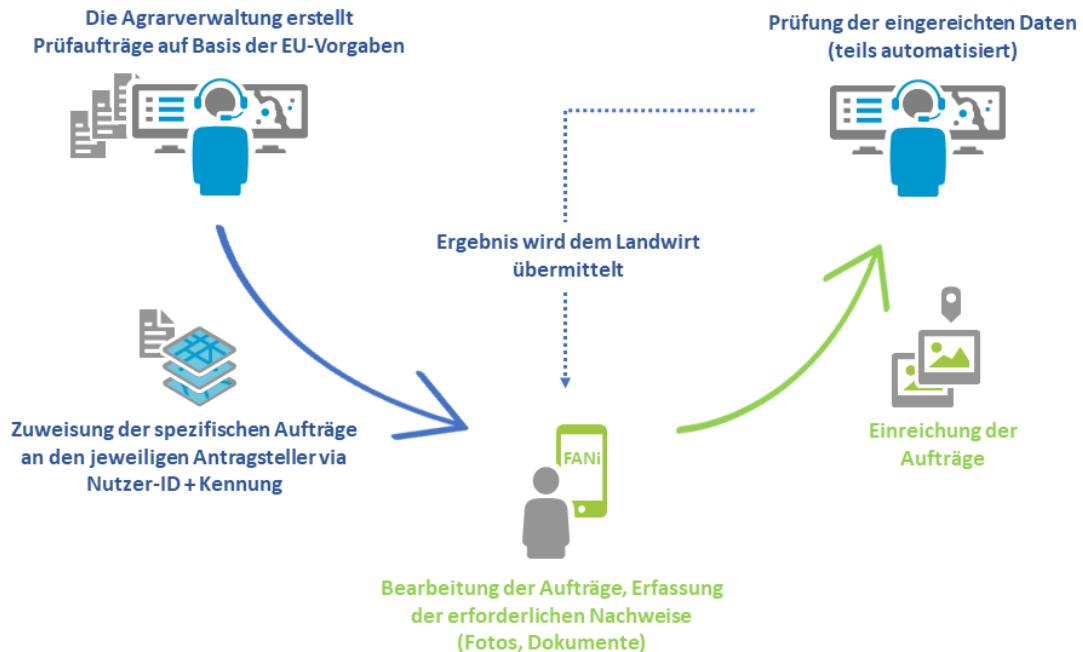 Die Agrarverwaltung erstellt
Prüfaufträge auf Basis der EU-Vorgaben
Prüfung der eingereichten Daten
(teils automatisiert)
Ergebnis wird dem Landwirt
übermittelt
Zuweisung der spezifischen Aufträge
an den jeweiligen Antragsteller via
Nutzer-ID + Kennung
FANi
Einreichung der
Aufträge
Bearbeitung der Aufträge, Erfassung
der erforderlichen Nachweise
(Fotos, Dokumente)